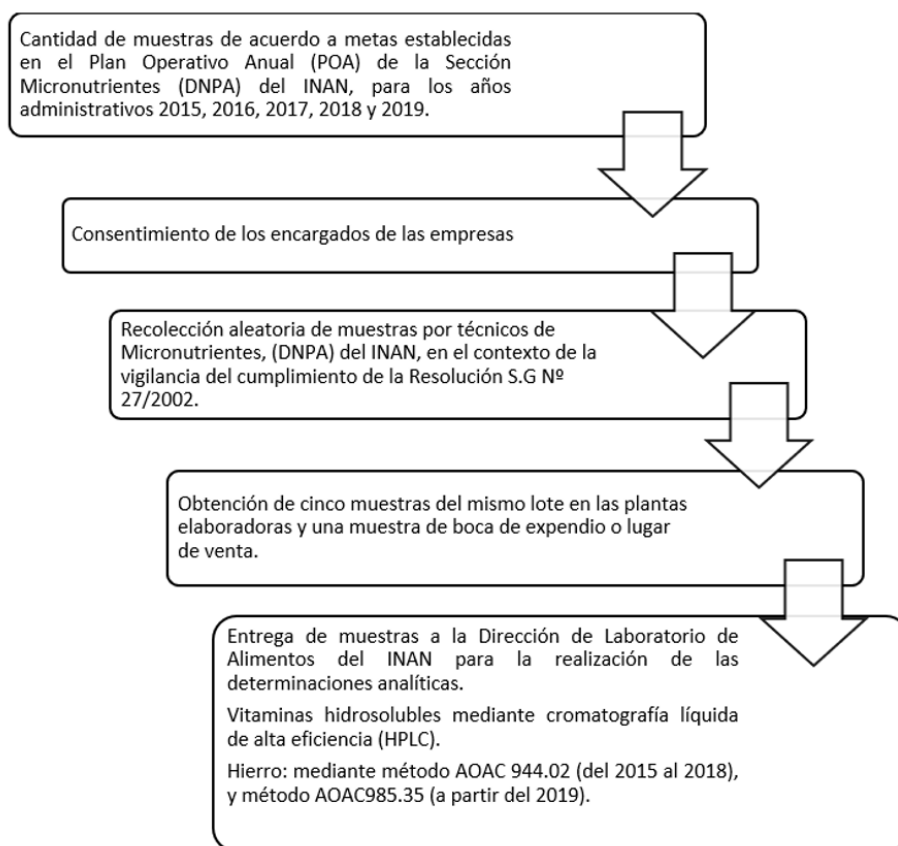 Cantidad de muestras de acuerdo a metas establecidas
en el Plan Operativo Anual (POA) de la Sección
Micronutrientes (DNPA) del INAN, para los años
administrativos 2015, 2016, 2017, 2018 y 2019.
Consentimiento de los encargados de las empresas
Recolección aleatoria de muestras por técnicos de
Micronutrientes, (DNPA) del INAN, en el contexto de la
vigilancia del cumplimiento de la Resolución S.G Nº
27/2002.
Obtención de cinco muestras del mismo lote en las plantas
elaboradoras y una muestra de boca de expendio o lugar
de venta.
Entrega de muestras a la Dirección de Laboratorio de
Alimentos del INAN para la realización de las
determinaciones analíticas.
Vitaminas hidrosolubles mediante cromatografía líquida
de alta eficiencia (HPLC).
Hierro: mediante método AOAC 944.02 (del 2015 al 2018),
y método AOAC985.35 (a partir del 2019).